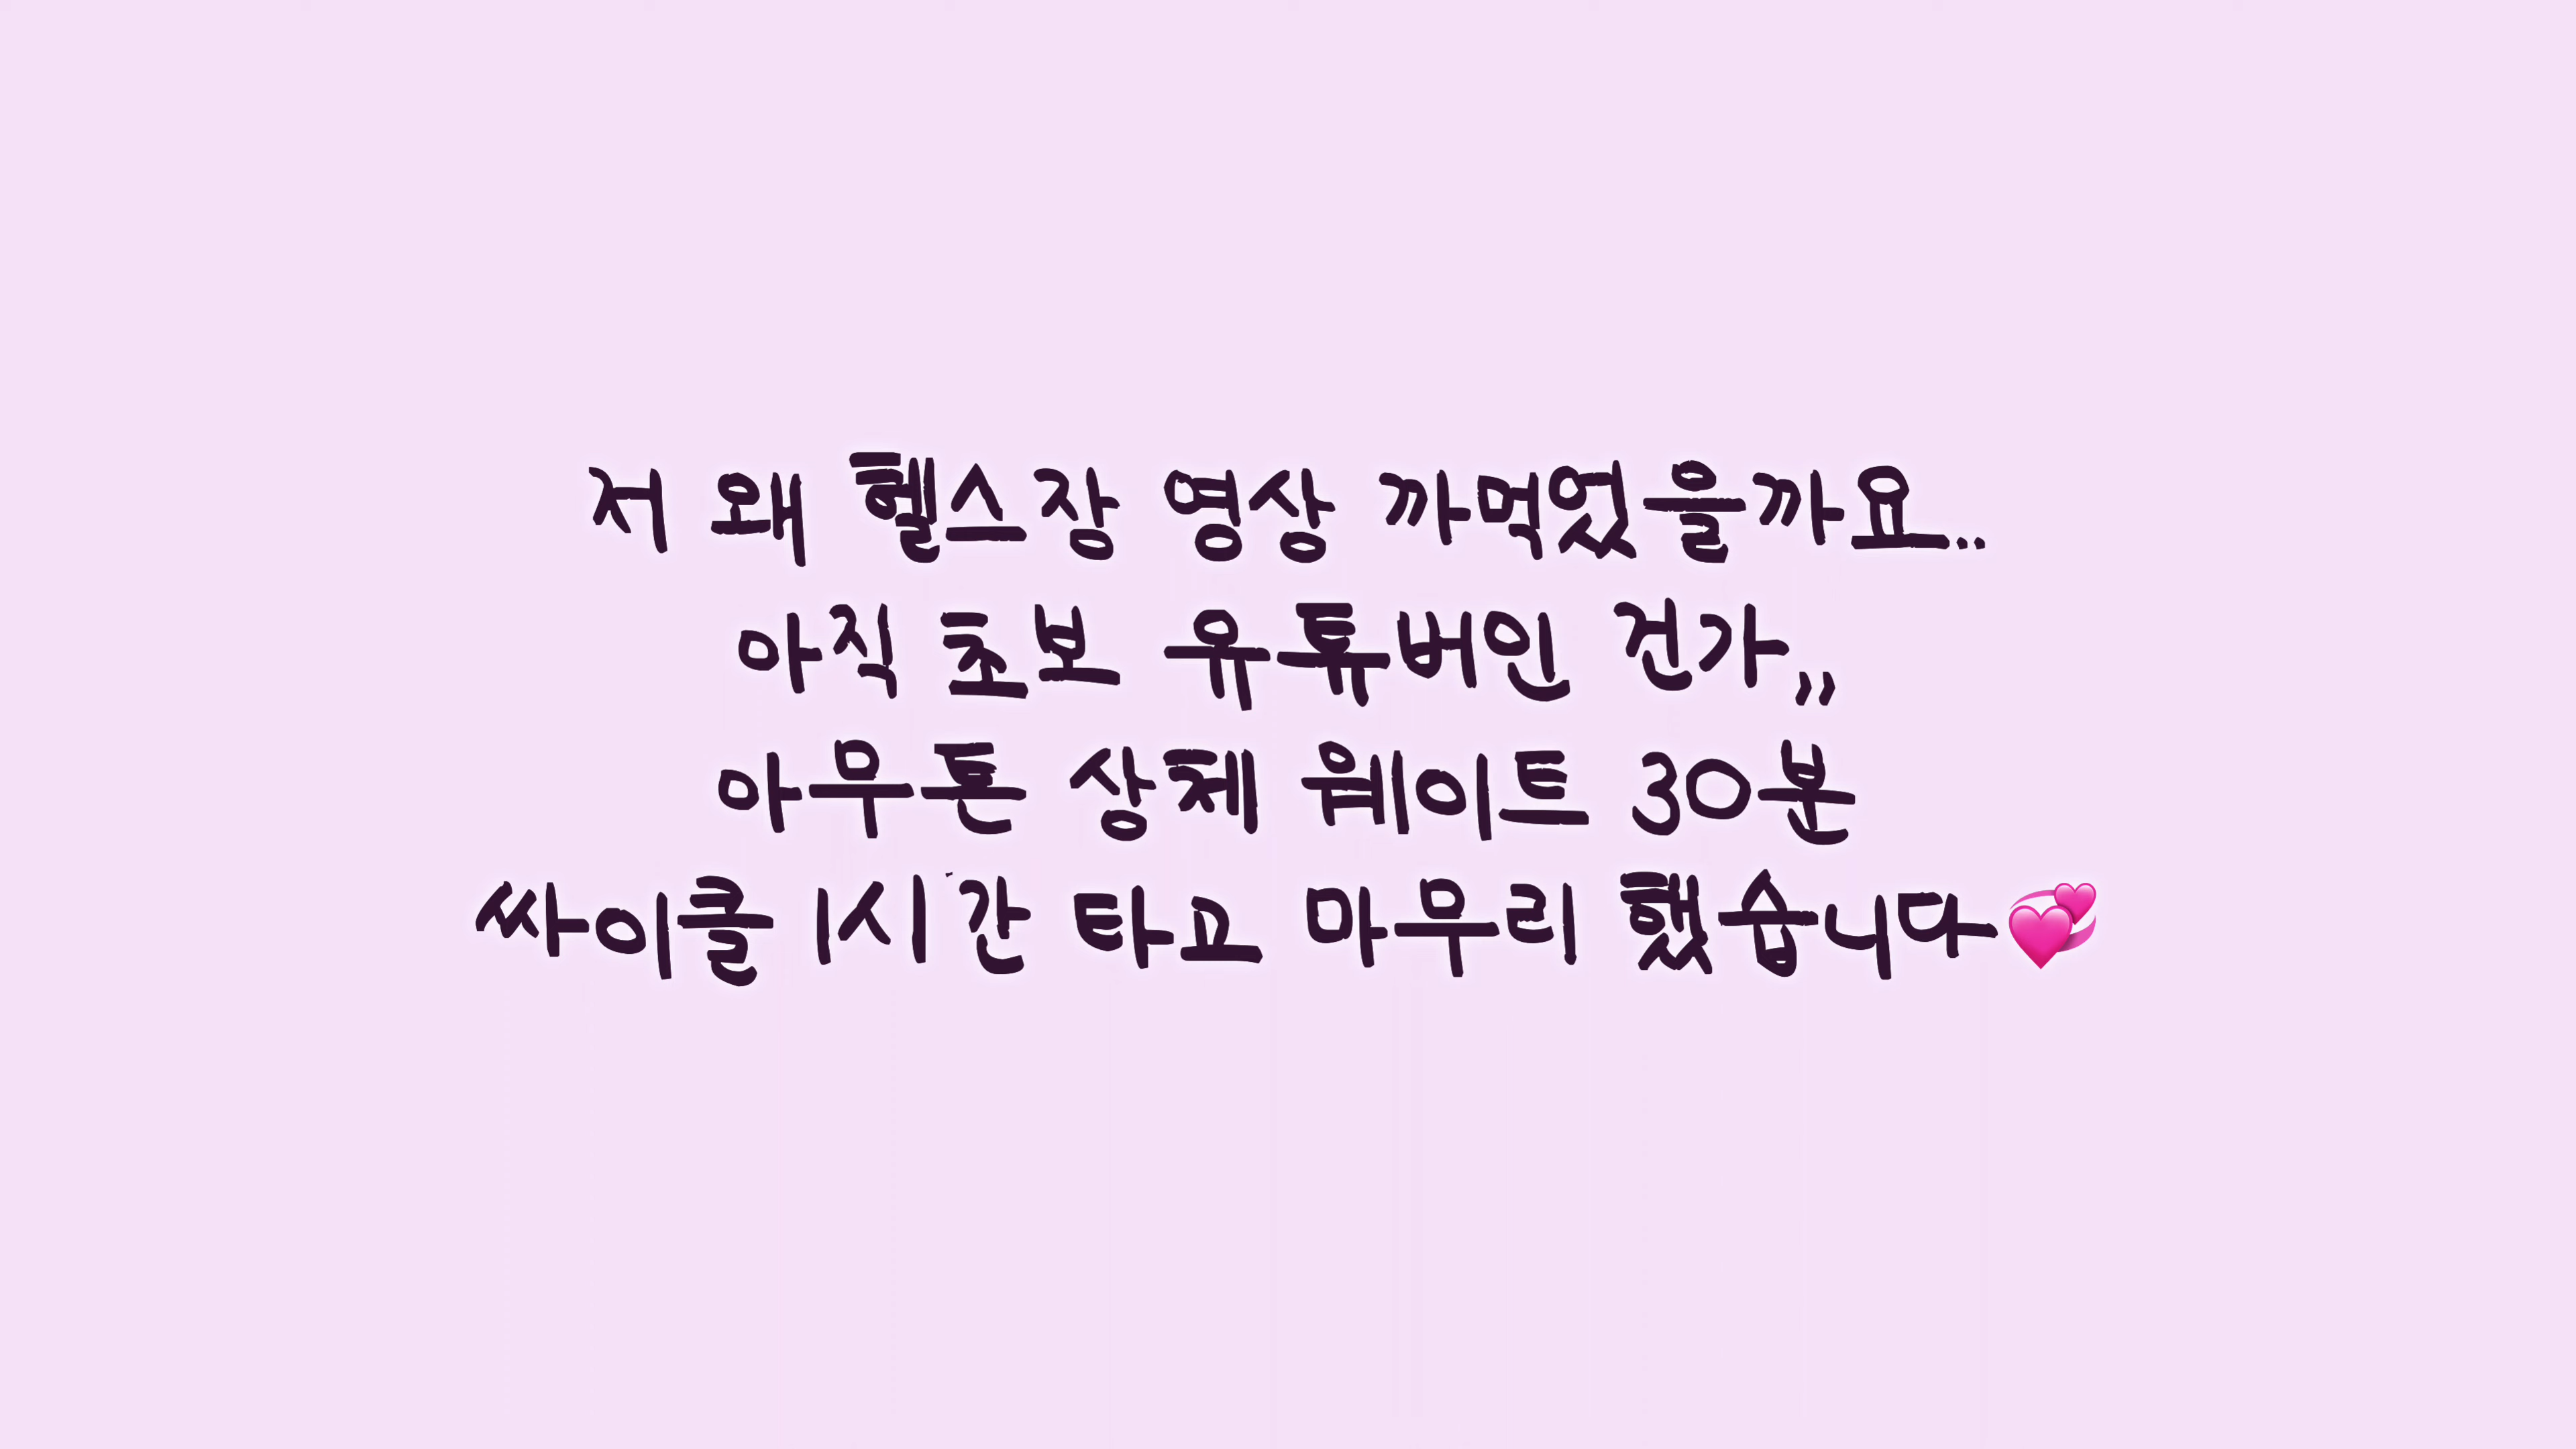 저 왜 헬스장 영상 까먹었을까요..
아직 초보 유튜버인 건가,,
아무튼 상체 웨이트 30분
싸이클 1시간 타고 마무리 했습니다💞